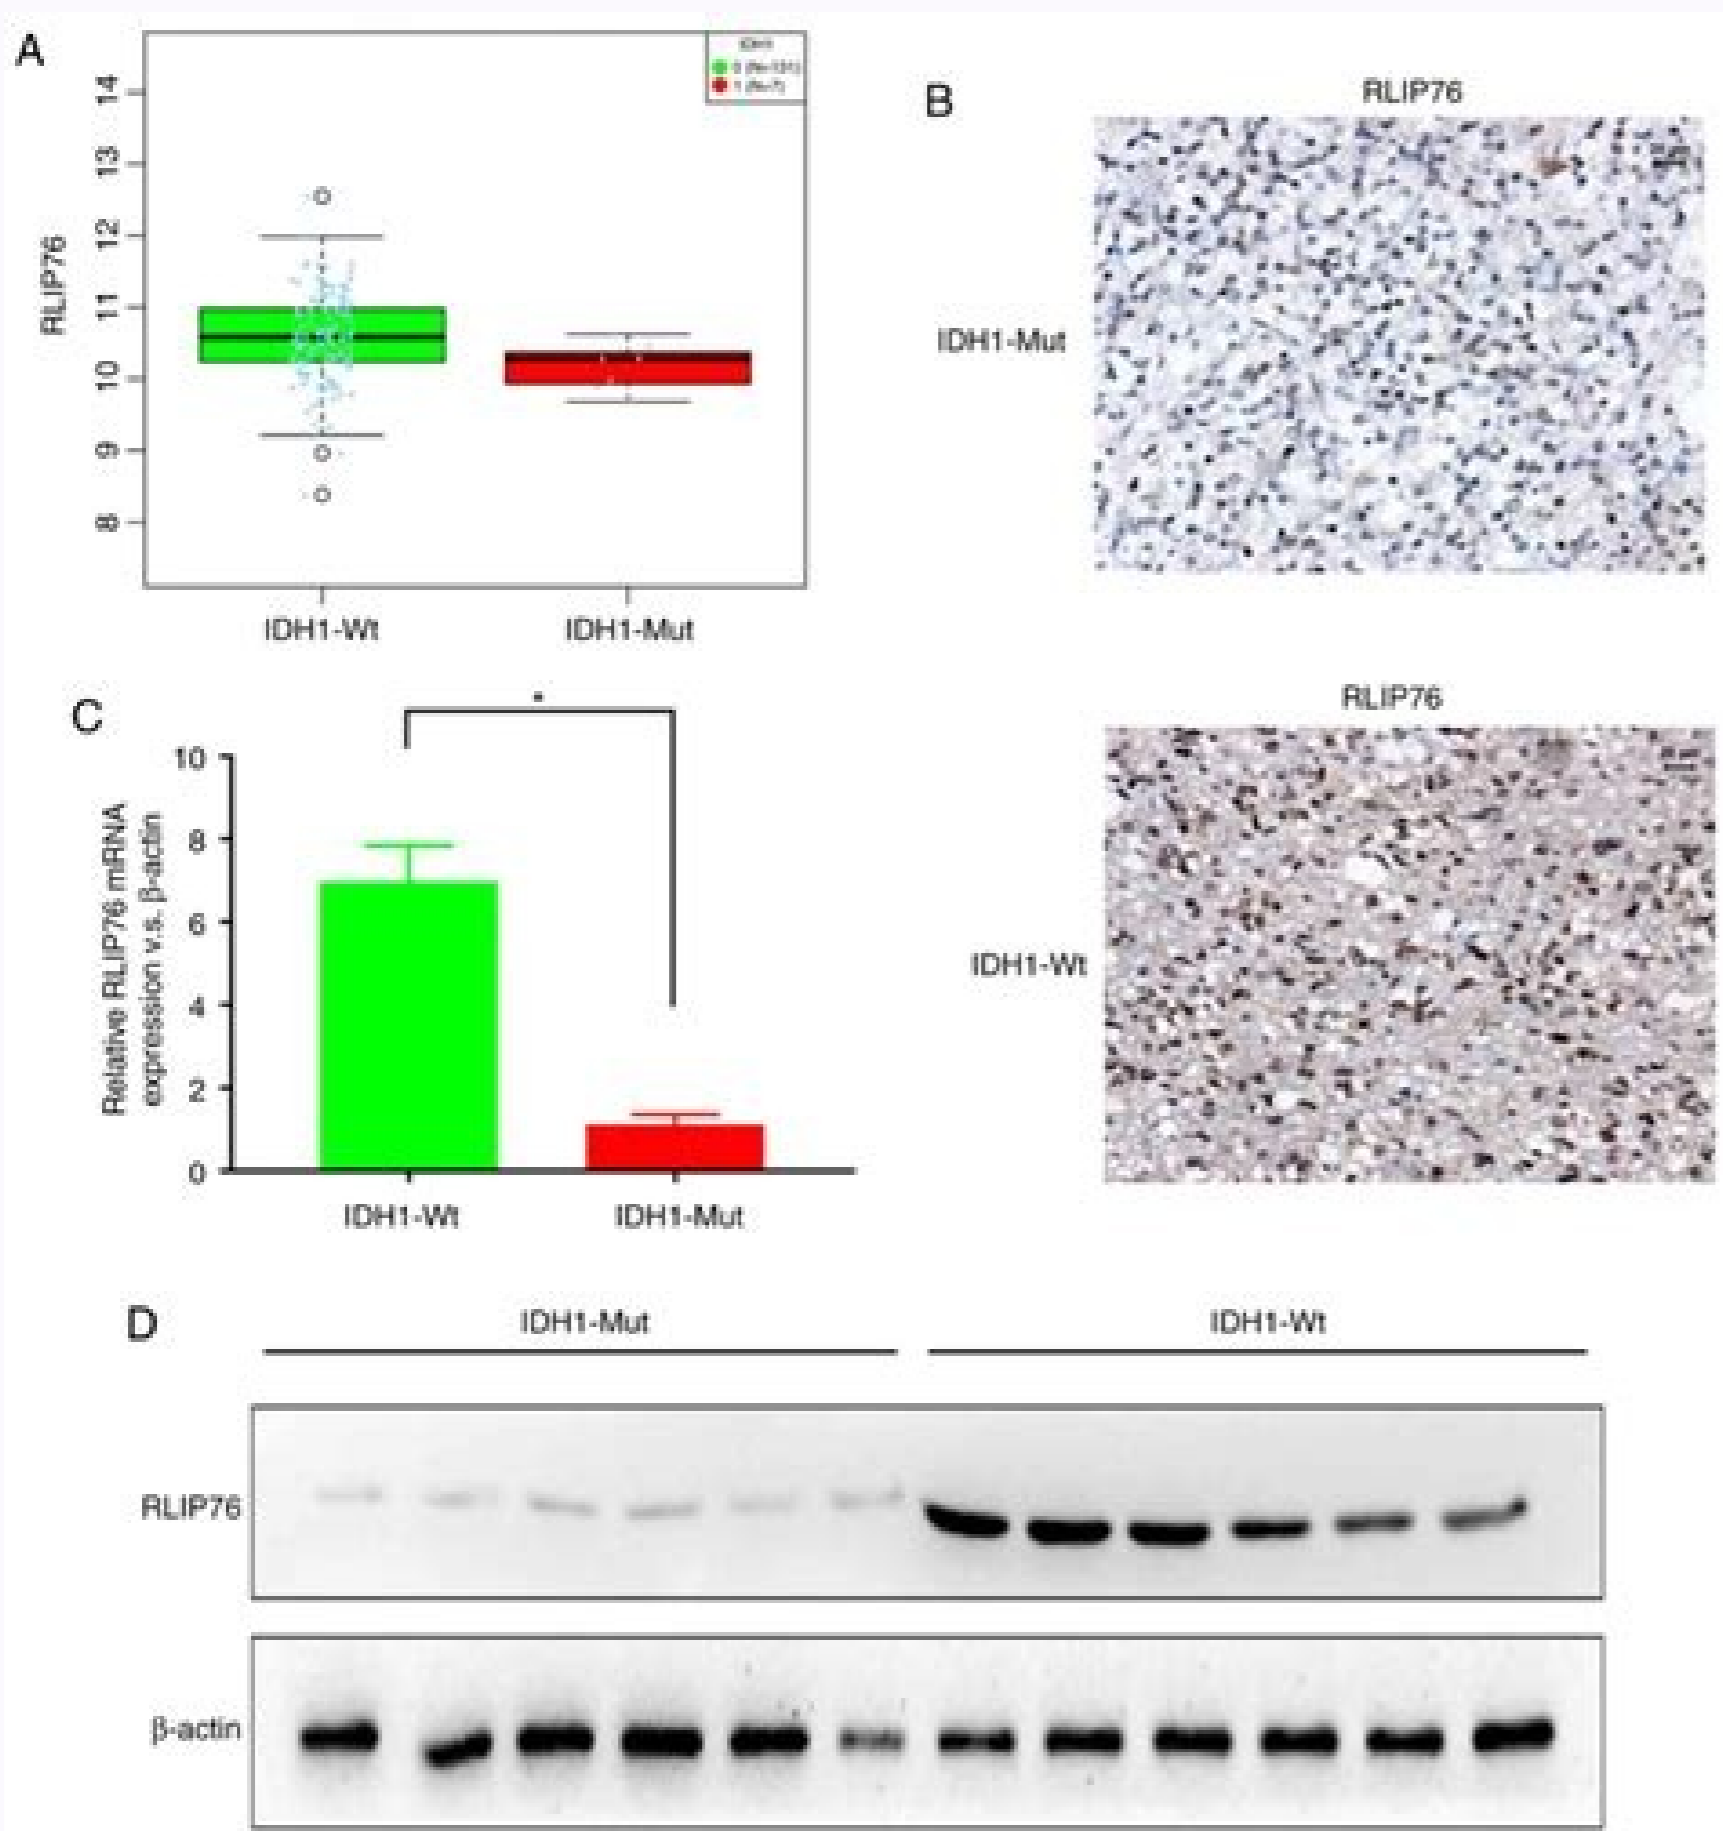 A
14
13
12
11
10
9
8
RLIP76
IDH1
IDH1-Wt
IDH1-Mut
B
RLIP76
IDH1-Mut
RLIP76
IDH1-Wt
C
*
10
8
6
4
2
0
Relative RLIP76 mRNA
expression v.s. β-actin
IDH1-Wt
IDH1-Mut
D
IDH1-Mut
IDH1-Wt
RLIP76
β-actin